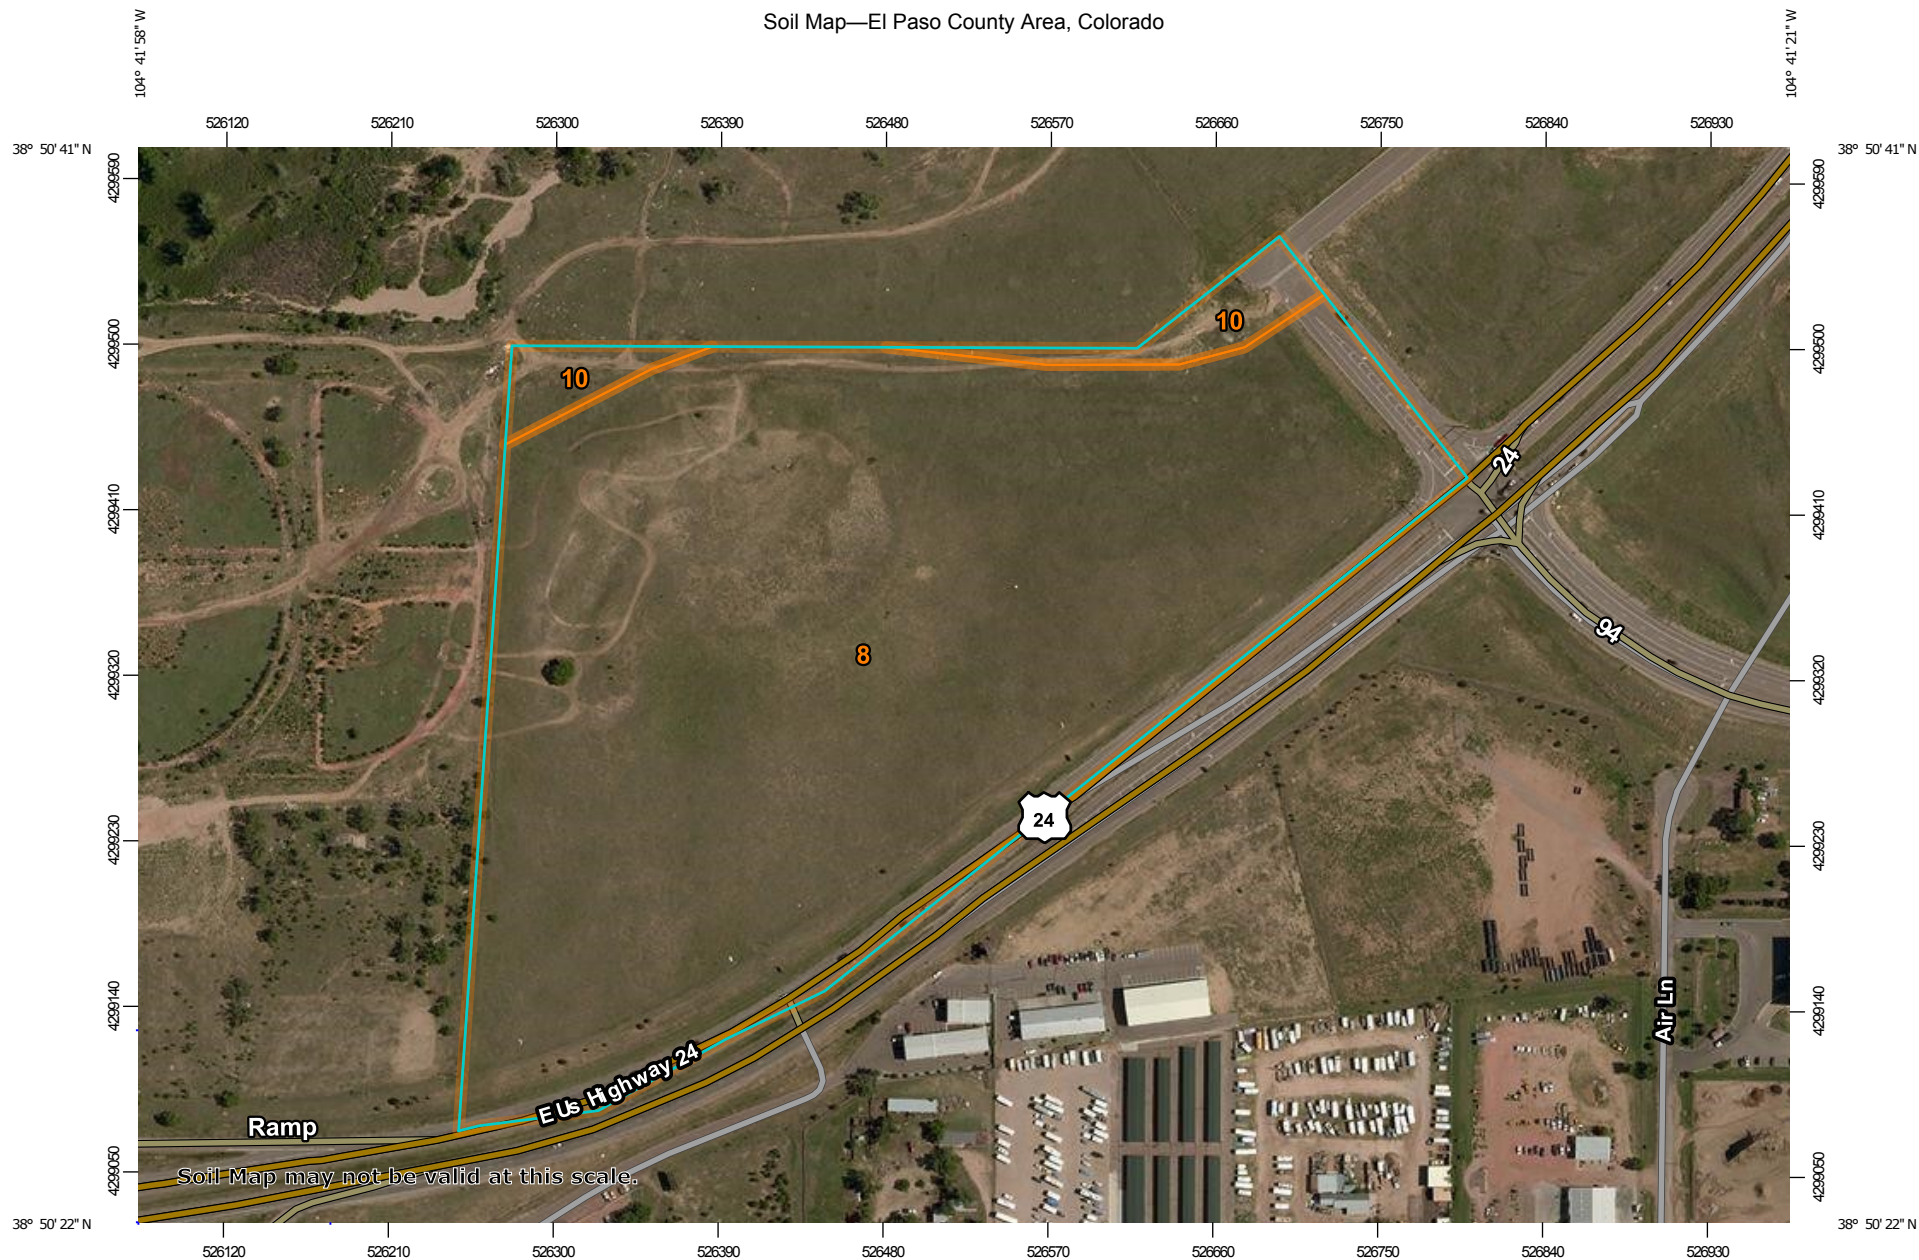 Soil Map—El Paso County Area, Colorado
104° 41' 58" W
104° 41' 21" W
526120 526210 526300 526390 526480 526570 526660 526750 526840 526930
38° 50' 41" N
38° 50' 41" N
4299590
4299590
10
4299500
4299500
10
24
4299410
4299410
94
8
4299320
4299320
24
4299230
4299230
Air Ln
4299140
4299140
E Us Highway 24
Ramp
4299050
4299050
Soil Map may not be valid at this scale.
38° 50' 22" N
38° 50' 22" N
526120 526210 526300 526390 526480 526570 526660 526750 526840 526930